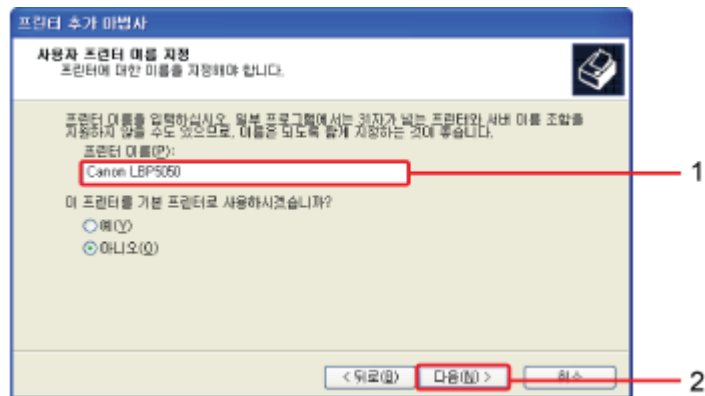 프린터 추가 마법사
사용자 프린터 이름 지정
프린터에 대한 이름을 지정해야 합니다.
프린터 이름을 입력하십시오. 일부 프로그램에서는 31자가 넘는 프린터와 서버 이름 조합을
지원하지 않을 수도 있으므로, 이름은 되도록 짧게 지정하는 것이 좋습니다.
프린터 이름(P):
Canon LBP5050
1
이 프린터를 기본 프린터로 사용하시겠습니까?
예(Y)
아니오(O)
< 뒤로(B) 다음(N) > 취소
2